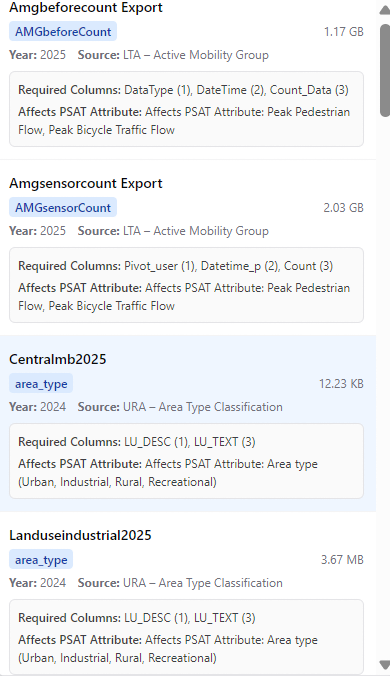 Amgbeforecount Export
AMGbeforeCount 1.17 GB
Year: 2025 Source: LTA – Active Mobility Group
Required Columns: DataType (1), DateTime (2), Count_Data (3)
Affects PSAT Attribute: Affects PSAT Attribute: Peak Pedestrian
Flow, Peak Bicycle Traffic Flow
Amgsensorcount Export
AMGsensorCount 2.03 GB
Year: 2025 Source: LTA – Active Mobility Group
Required Columns: Pivot_user (1), Datetime_p (2), Count (3)
Affects PSAT Attribute: Affects PSAT Attribute: Peak Pedestrian
Flow, Peak Bicycle Traffic Flow
Centralmb2025
area_type 12.23 KB
Year: 2024 Source: URA – Area Type Classification
Required Columns: LU_DESC (1), LU_TEXT (3)
Affects PSAT Attribute: Affects PSAT Attribute: Area type
(Urban, Industrial, Rural, Recreational)
Landuseindustrial2025
area_type 3.67 MB
Year: 2024 Source: URA – Area Type Classification
Required Columns: LU_DESC (1), LU_TEXT (3)
Affects PSAT Attribute: Affects PSAT Attribute: Area type
(Urban, Industrial, Rural, Recreational)